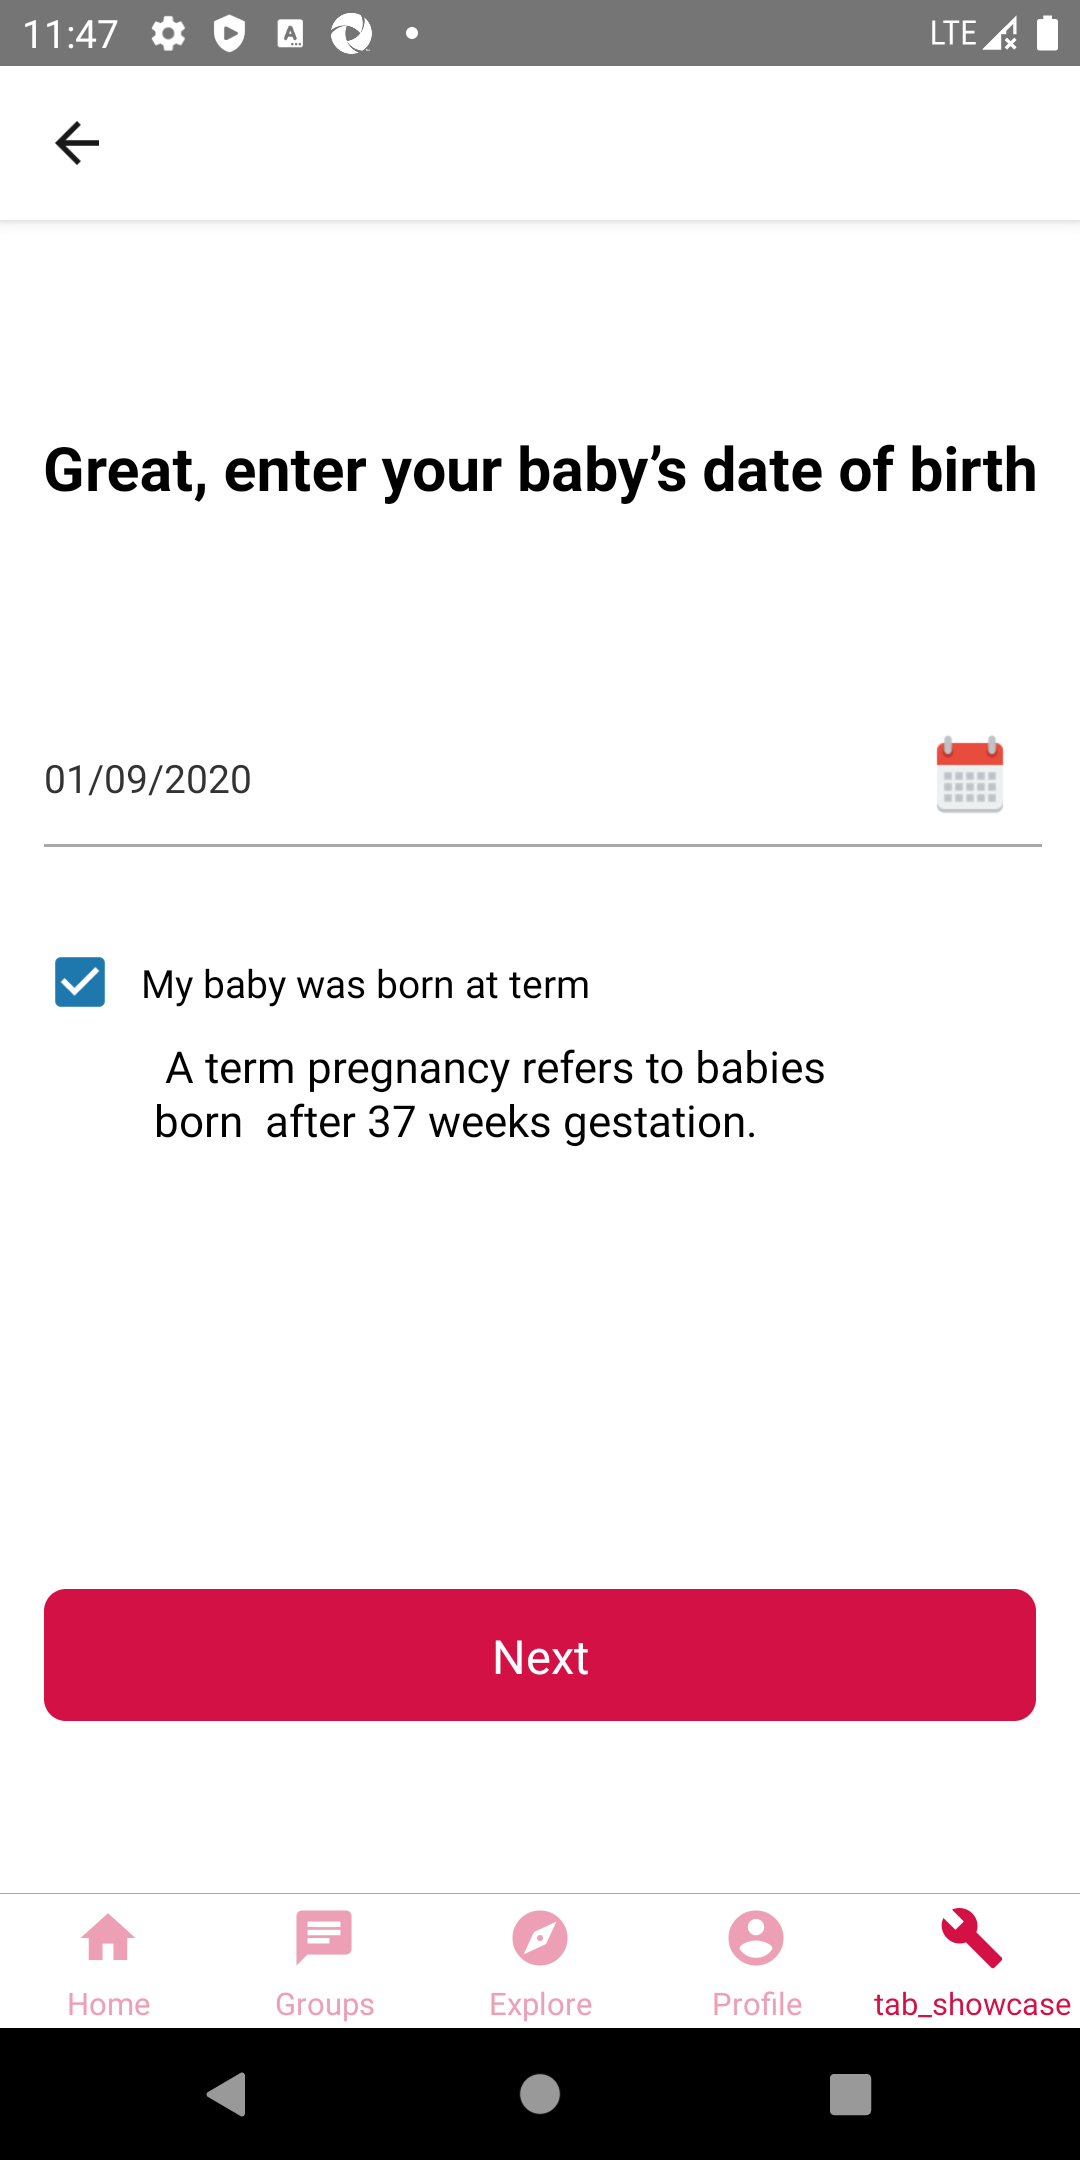 11:47
LTE
Great, enter your baby’s date of birth
01/09/2020
My baby was born at term
A term pregnancy refers to babies
born  after 37 weeks gestation.
Next
Home
Groups
Explore
Profile
tab_showcase